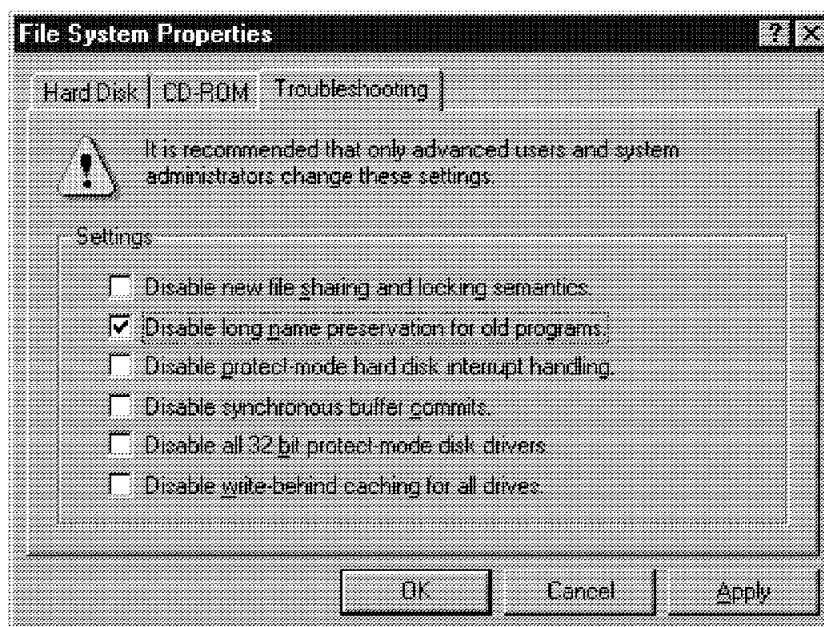 File System Properties
Hard Disk
CD-ROM
Troubleshooting
It is recommended that only advanced users and system
administrators change these settings.
Settings
Disable new file sharing and locking semantics.
Disable long name preservation for old programs.
Disable protect-mode hard disk interrupt handling.
Disable synchronous buffer commits.
Disable all 32 bit protect-mode disk drivers.
Disable write-behind caching for all drives.
OK
Cancel
Apply